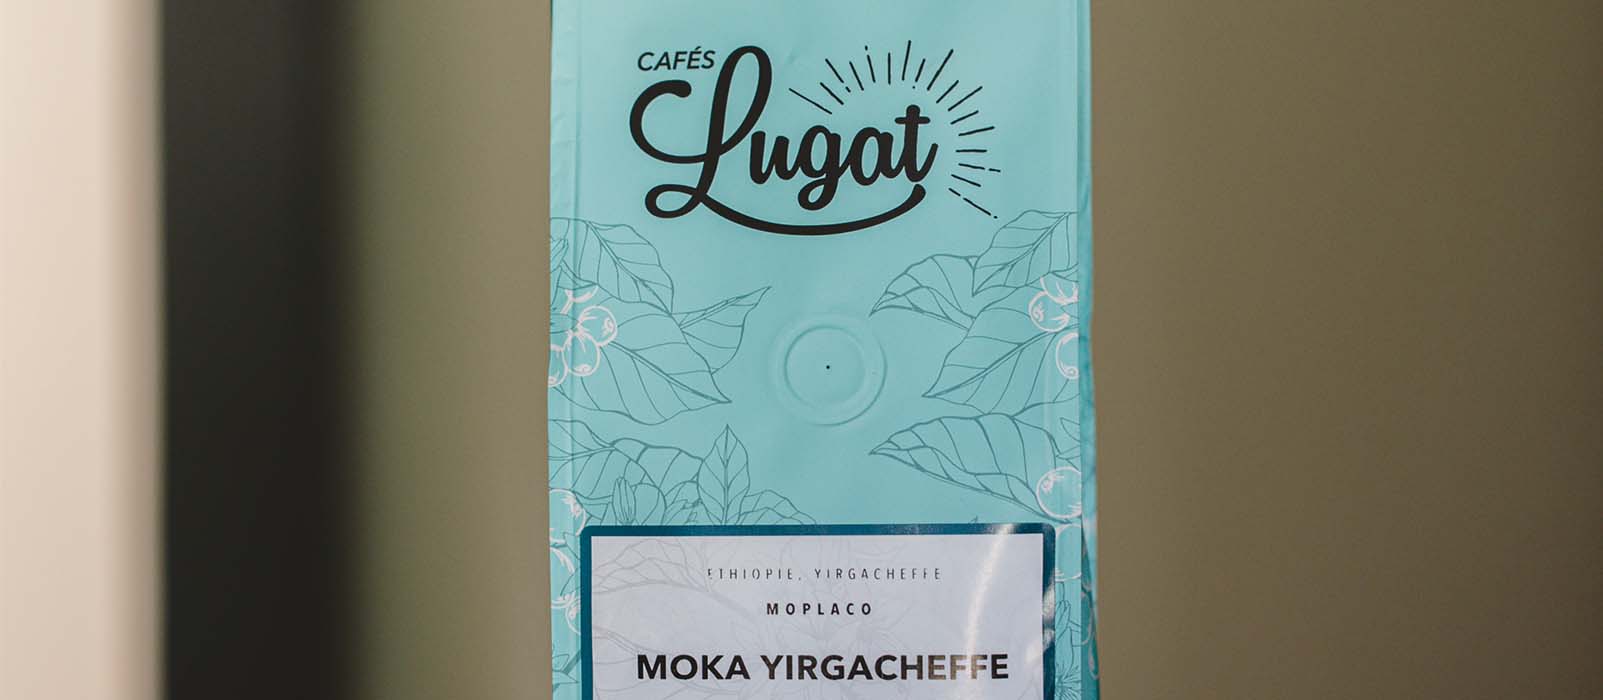 CAFÉS
Lugat
ETHIOPIE, YIRGACHEFFE
MOPLACO
MOKA YIRGACHEFFE